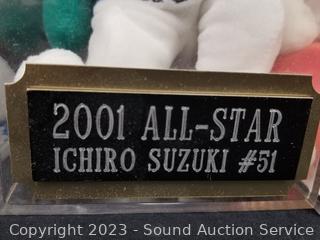 2001 ALL-STAR
ICHIRO SUZUKI #51
Copyright 2023 - Sound Auction Service